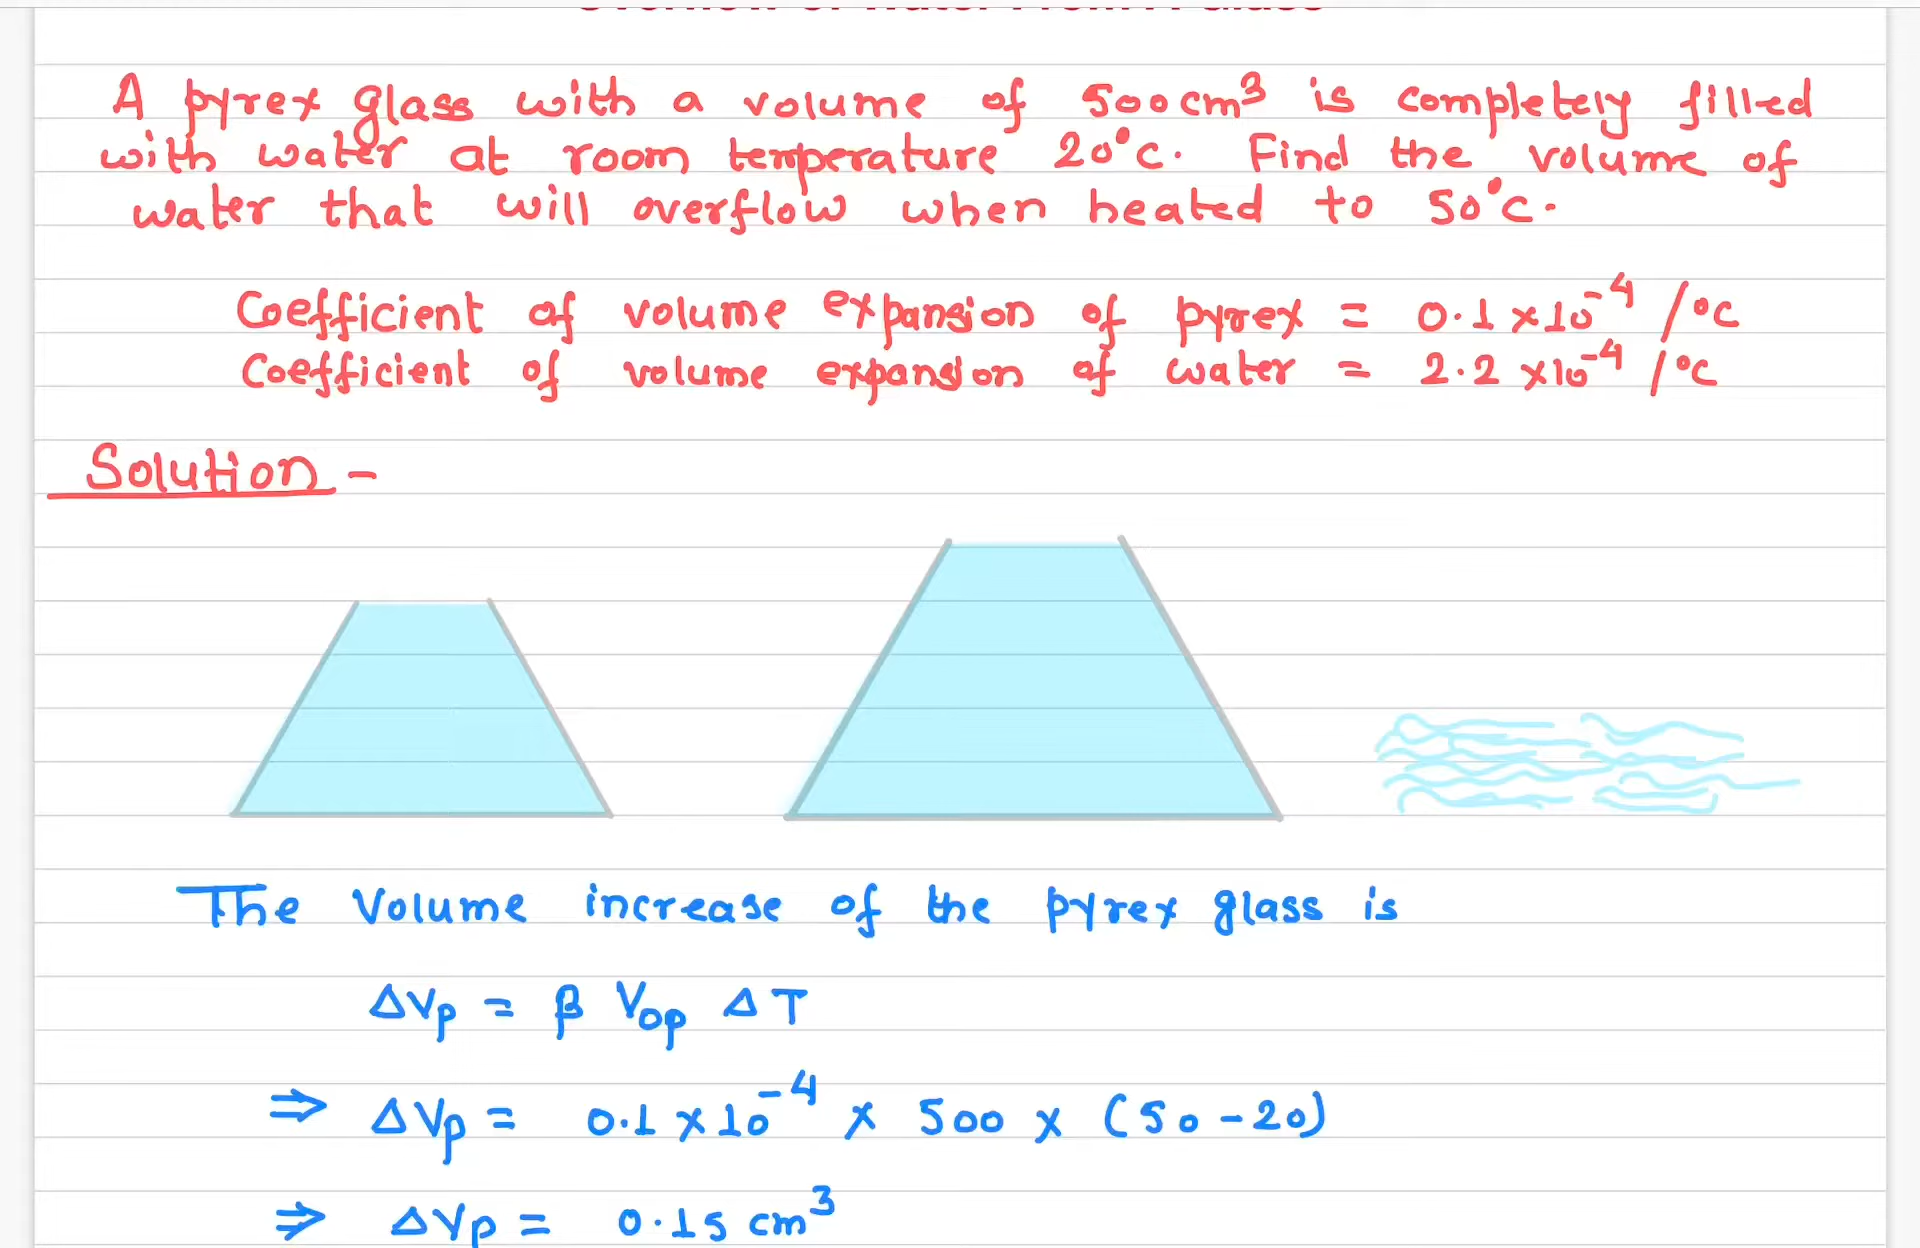 A pyrex glass with a volume of 500cm³ is completely filled
with water at room temperature 20°C. Find the volume of
water that will overflow when heated to 50°C.
Coefficient of volume expansion of pyrex = 0.1 × 10⁻⁴ /°C
Coefficient of volume expansion of water = 2.2 ×10⁻⁴ /°C
Solution -
The Volume increase of the pyrex glass is
ΔVp = β Vop ΔT
⇒ ΔVp = 0.1 × 10⁻⁴ × 500 × (50-20)
⇒ ΔVp = 0.15 cm³